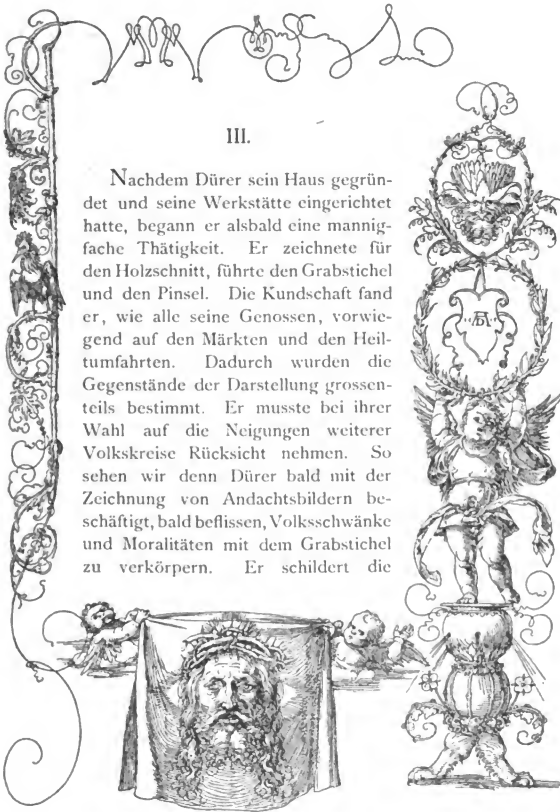 III.
Nachdem Dürer sein Haus gegrün-
det und seine Werkstätte eingerichtet
hatte, begann er alsbald eine mannig-
fache Thätigkeit. Er zeichnete für
den Holzschnitt, führte den Grabstichel
und den Pinsel. Die Kundschaft fand
er, wie alle seine Genossen, vorwie-
gend auf den Märkten und den Heil-
tumfahrten. Dadurch wurden die
Gegenstände der Darstellung grossen-
teils bestimmt. Er musste bei ihrer
Wahl auf die Neigungen weiterer
Volkskreise Rücksicht nehmen. So
sehen wir denn Dürer bald mit der
Zeichnung von Andachtsbildern be-
schäftigt, bald beflissen, Volksschwänke
und Moralitäten mit dem Grabstichel
zu verkörpern. Er schildert die